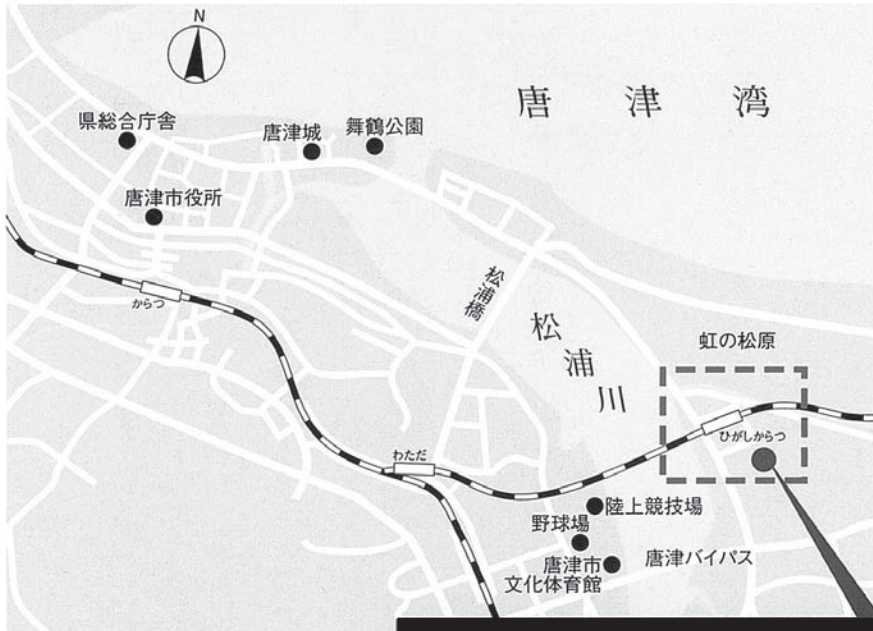 N
唐津湾
県総合庁舎
唐津城
舞鶴公園
唐津市役所
からつ
松浦橋
松浦川
虹の松原
ひがしからつ
わただ
陸上競技場
野球場
唐津市
文化体育館
唐津バイパス